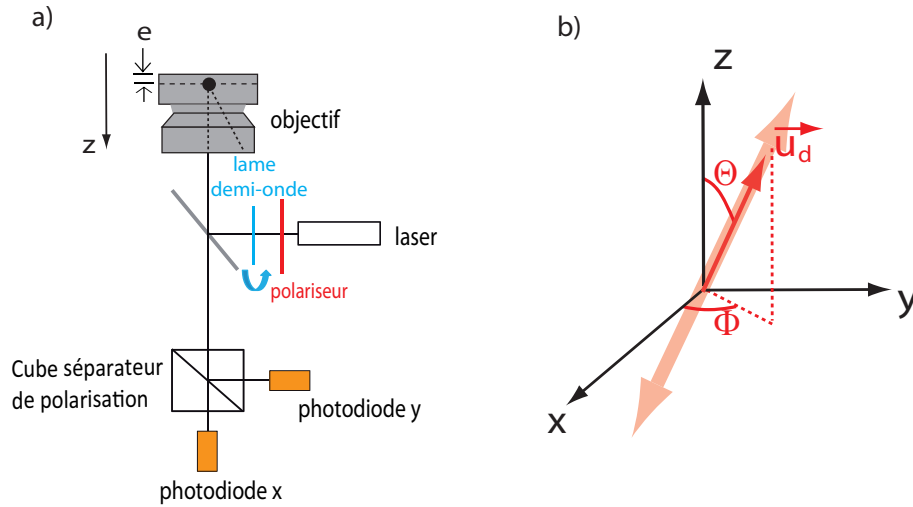 a)
e
z
objectif
lame
demi-onde
laser
polariseur
Cube séparateur
de polarisation
photodiode y
photodiode x
b)
z
u_d
Θ
y
Φ
x